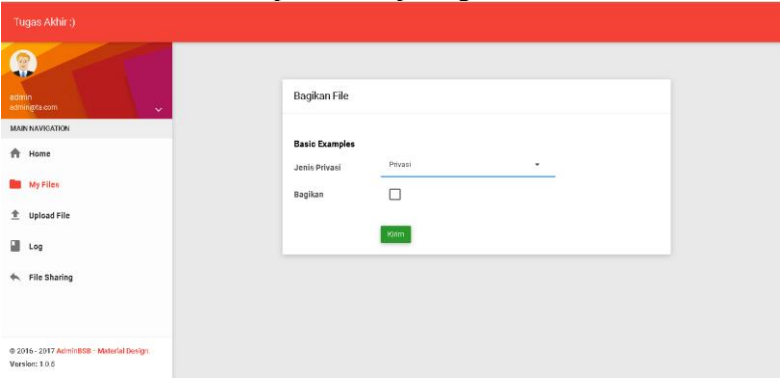 Tugas Akhir :)
admin
admin@ts.com
MAIN NAVIGATION
Home
My Files
Upload File
Log
File Sharing
© 2016 - 2017 AdminBSB - Material Design.
Version: 1.0.5
Bagikan File
Basic Examples
Jenis Privasi
Privasi
Bagikan
Kirim